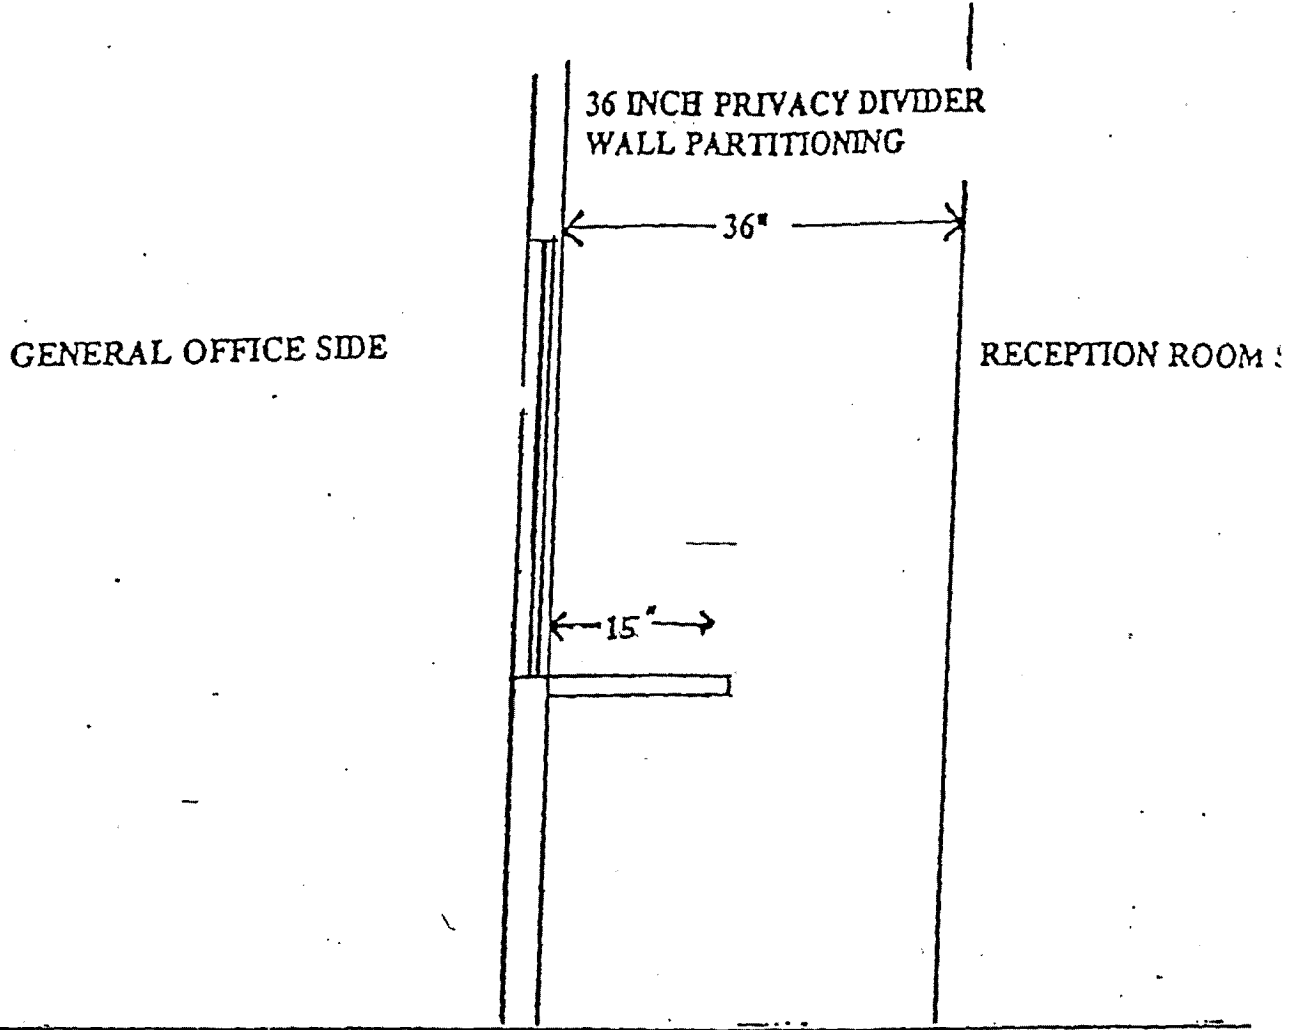 36 INCH PRIVACY DIVIDER
WALL PARTITIONING
36"
GENERAL OFFICE SIDE
RECEPTION ROOM
15"